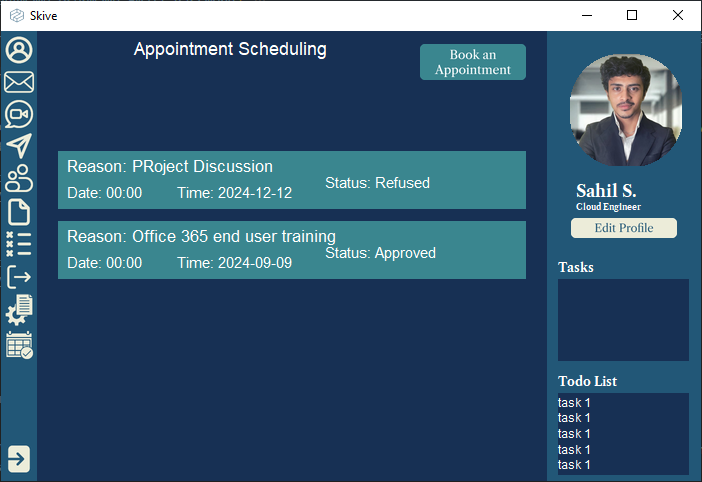 Skive
Appointment Scheduling
Book an
Appointment
Reason: PRoject Discussion
Date: 00:00 Time: 2024-12-12 Status: Refused
Reason: Office 365 end user training
Date: 00:00 Time: 2024-09-09 Status: Approved
Sahil S.
Cloud Engineer
Edit Profile
Tasks
Todo List
task 1
task 1
task 1
task 1
task 1